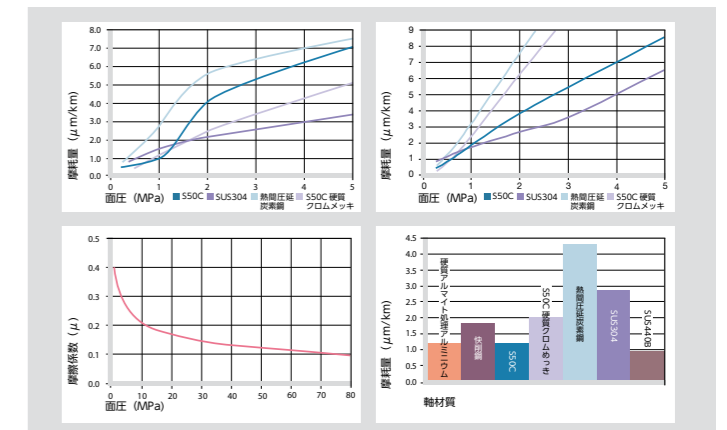 8.0
7.0
6.0
5.0
4.0
3.0
2.0
1.0
0.0
摩耗量（μm/km）
0 1 2 3 4 5
面圧（MPa）
S50C SUS304 熱間圧延 S50C 硬質
炭素鋼 クロムメッキ
9
8
7
6
5
4
3
2
1
0
摩耗量（μm/km）
0 1 2 3 4 5
面圧（MPa）
S50C SUS304 熱間圧延 S50C 硬質
炭素鋼 クロムメッキ
0.5
0.4
0.3
0.2
0.1
0.0
摩擦係数（μ）
0 10 20 30 40 50 60 70 80
面圧（MPa）
4.5
4.0
3.5
3.0
2.5
2.0
1.5
1.0
0.5
0.0
摩耗量（μm/km）
硬質アルマイト処理アルミニウム
快削鋼
S50C
S50C 硬質クロムめっき
熱間圧延炭素鋼
SUS304
SUS440B
軸材質